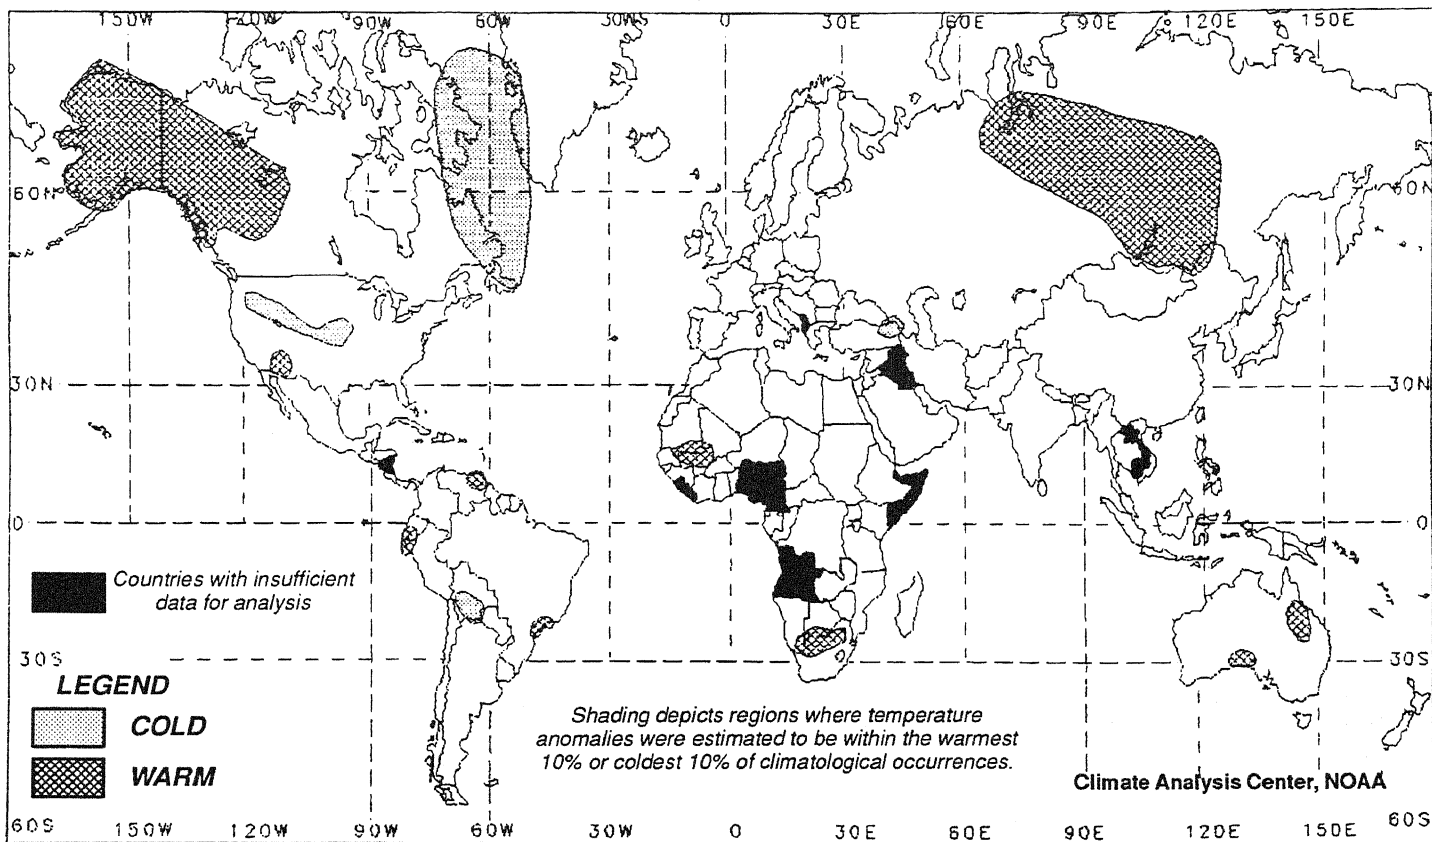 150W 120W 90W 60W 30W 0 30E 60E 90E 120E 150E
60N 60N
30N 30N
0 0
Countries with insufficient
data for analysis
30S 30S
LEGEND
COLD
WARM
Shading depicts regions where temperature
anomalies were estimated to be within the warmest
10% or coldest 10% of climatological occurrences.
Climate Analysis Center, NOAA
60S 150W 120W 90W 60W 30W 0 30E 60E 90E 120E 150E 60S